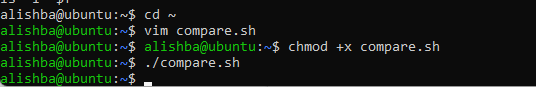 alishba@ubuntu:~$ cd ~
alishba@ubuntu:~$ vim compare.sh
alishba@ubuntu:~$ alishba@ubuntu:~$ chmod +x compare.sh
alishba@ubuntu:~$ ./compare.sh
alishba@ubuntu:~$